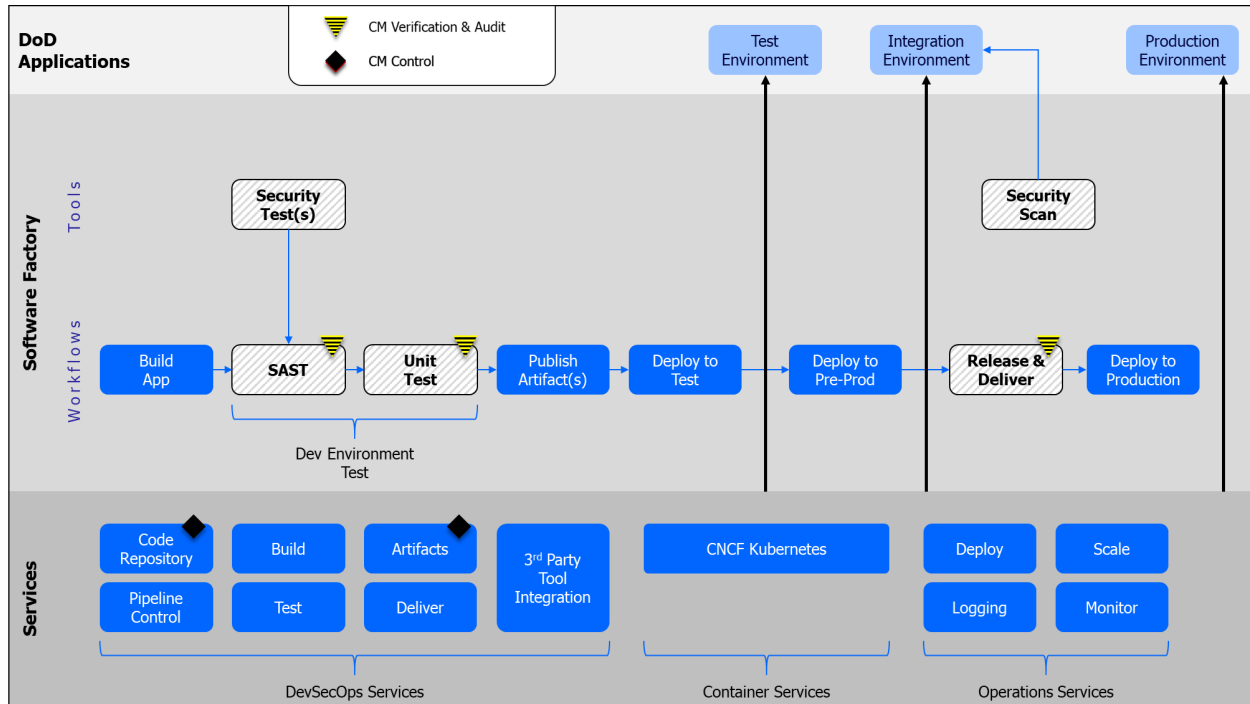 DoD
Applications
CM Verification & Audit
CM Control
Test
Environment
Integration
Environment
Production
Environment
Software Factory
Tools
Security
Test(s)
Security
Scan
Workflows
Build
App
SAST
Unit
Test
Publish
Artifact(s)
Deploy to
Test
Deploy to
Pre-Prod
Release &
Deliver
Deploy to
Production
Dev Environment
Test
Services
Code
Repository
Build
Artifacts
3rd Party
Tool
Integration
CNCF Kubernetes
Deploy
Scale
Pipeline
Control
Test
Deliver
Logging
Monitor
DevSecOps Services
Container Services
Operations Services